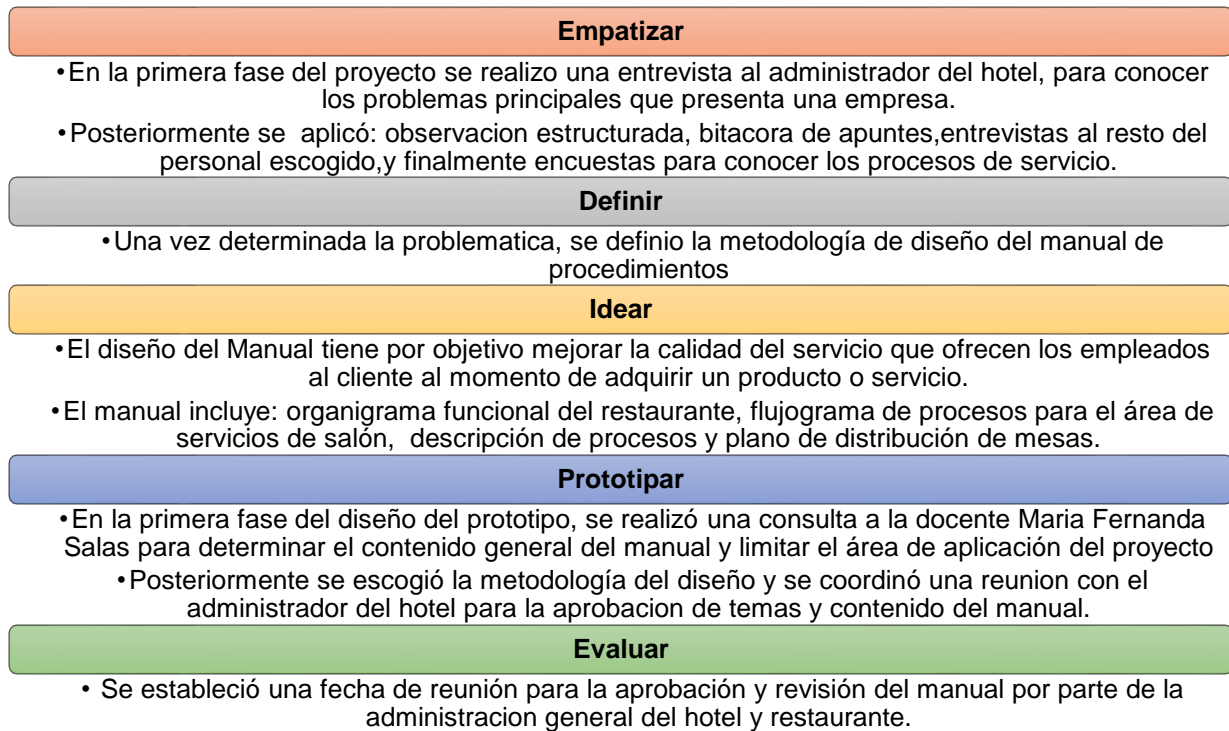 Empatizar
•En la primera fase del proyecto se realizo una entrevista al administrador del hotel, para conocer
los problemas principales que presenta una empresa.
•Posteriormente se aplicó: observacion estructurada, bitacora de apuntes,entrevistas al resto del
personal escogido,y finalmente encuestas para conocer los procesos de servicio.
Definir
•Una vez determinada la problematica, se definio la metodología de diseño del manual de
procedimientos
Idear
•El diseño del Manual tiene por objetivo mejorar la calidad del servicio que ofrecen los empleados
al cliente al momento de adquirir un producto o servicio.
•El manual incluye: organigrama funcional del restaurante, flujograma de procesos para el área de
servicios de salón, descripción de procesos y plano de distribución de mesas.
Prototipar
•En la primera fase del diseño del prototipo, se realizó una consulta a la docente Maria Fernanda
Salas para determinar el contenido general del manual y limitar el área de aplicación del proyecto
•Posteriormente se escogió la metodología del diseño y se coordinó una reunion con el
administrador del hotel para la aprobacion de temas y contenido del manual.
Evaluar
• Se estableció una fecha de reunión para la aprobación y revisión del manual por parte de la
administracion general del hotel y restaurante.